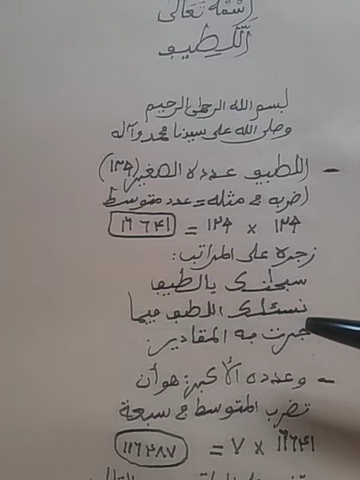 إسمه تعالى
اللطيف
بسم الله الرحمن الرحيم
وصلى الله على سيدنا محمد وآله
- اللطيف عدده الصغير (١٢٩)
اضربه في مثله = عدد متوسط
١٢٩ × ١٢٩ = ١٦٦٤١
زجره على المراتب:
سبحانك يا لطيف
نسئلك اللطف فيما
جرت به المقادير:
- وعدده الأكبر: هو أن
تضرب المتوسط في سبعة
١٦٦٤١ × ٧ = ١١٦٤٨٧